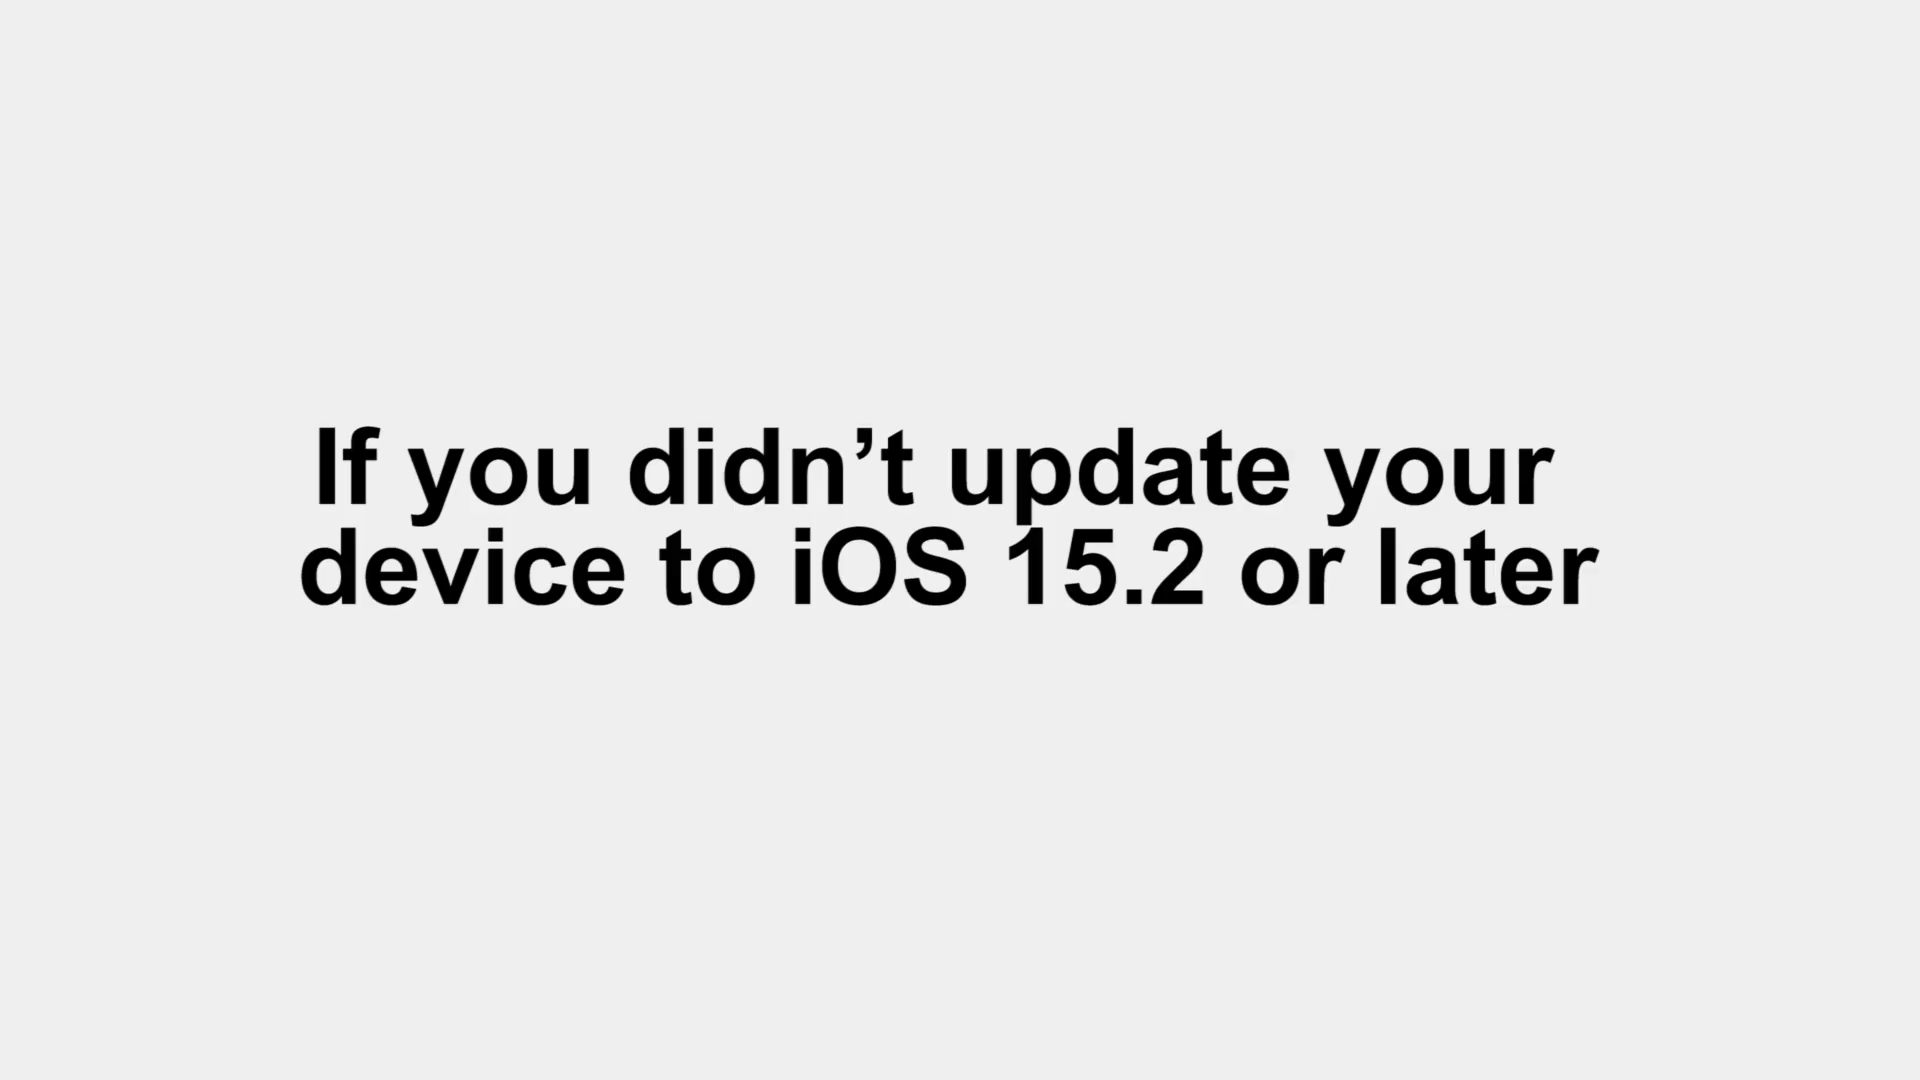 If you didn’t update your
device to iOS 15.2 or later